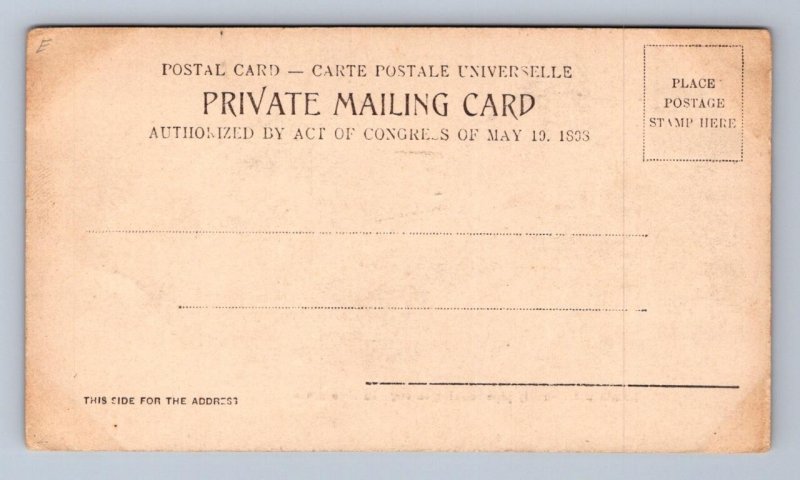 E
POSTAL CARD — CARTE POSTALE UNIVERSELLE
PRIVATE MAILING CARD
AUTHORIZED BY ACT OF CONGRESS OF MAY 19. 1898
PLACE
POSTAGE
STAMP HERE
THIS SIDE FOR THE ADDRESS